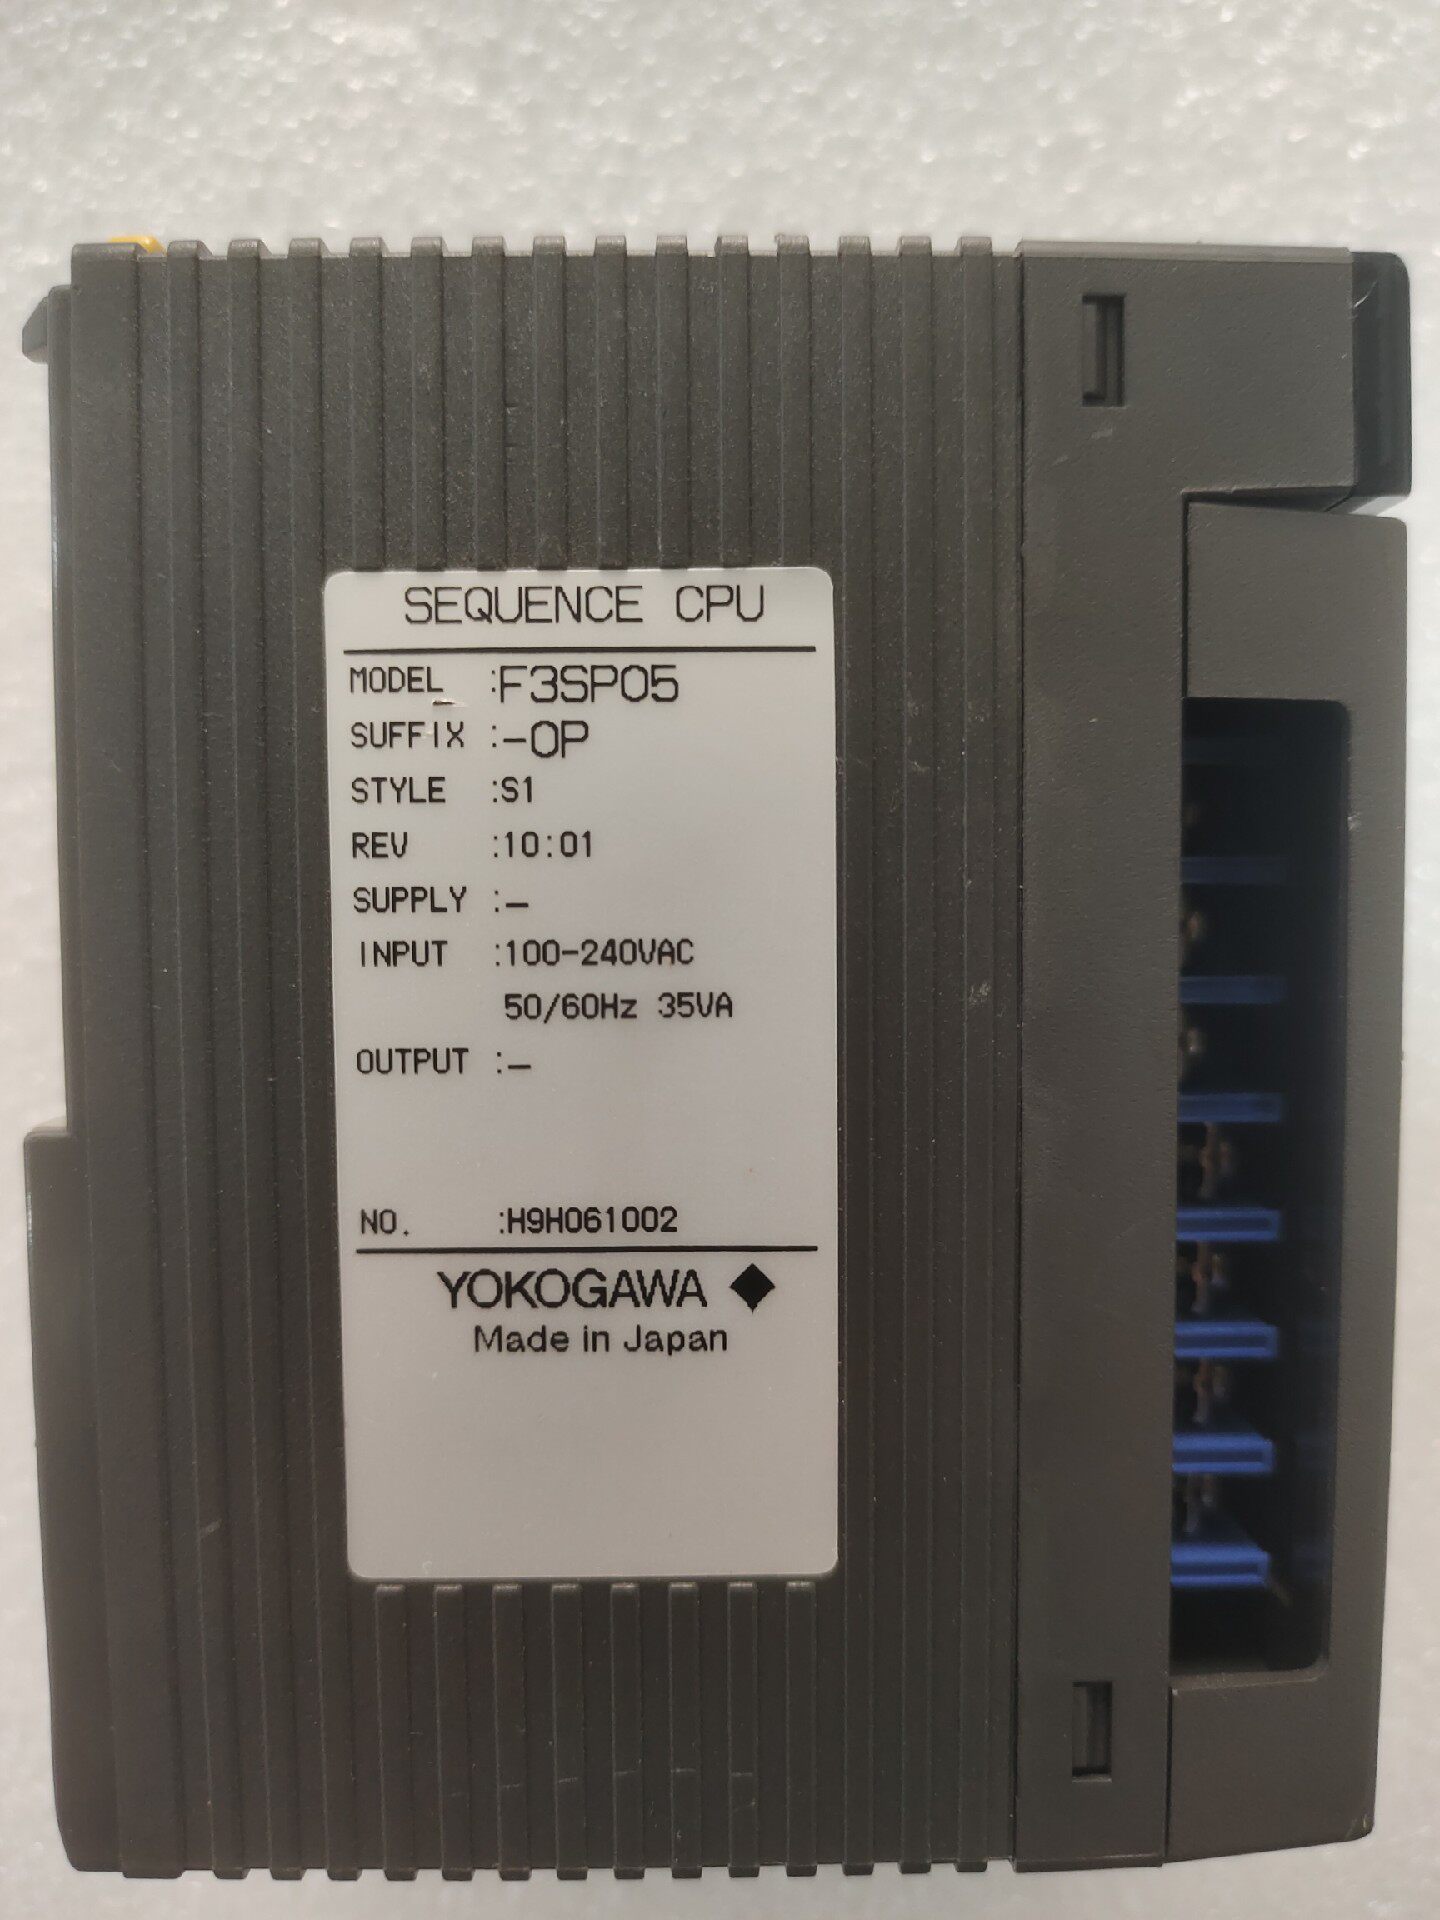 SEQUENCE CPU
MODEL :F3SP05
SUFFIX :-0P
STYLE :S1
REV :10:01
SUPPLY :-
INPUT :100-240VAC
50/60Hz 35VA
OUTPUT :-
NO. :H9H061002
YOKOGAWA ◆
Made in Japan